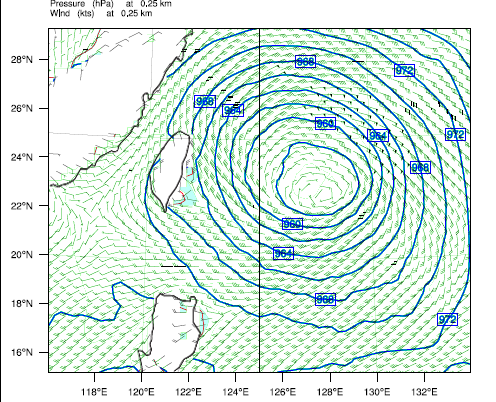 Pressure (hPa) at 0.25 km
Wind (kts) at 0.25 km
28°N
26°N
24°N
22°N
20°N
18°N
16°N
968
972
968
964
960
964
972
968
960
964
968
972
118°E 120°E 122°E 124°E 126°E 128°E 130°E 132°E